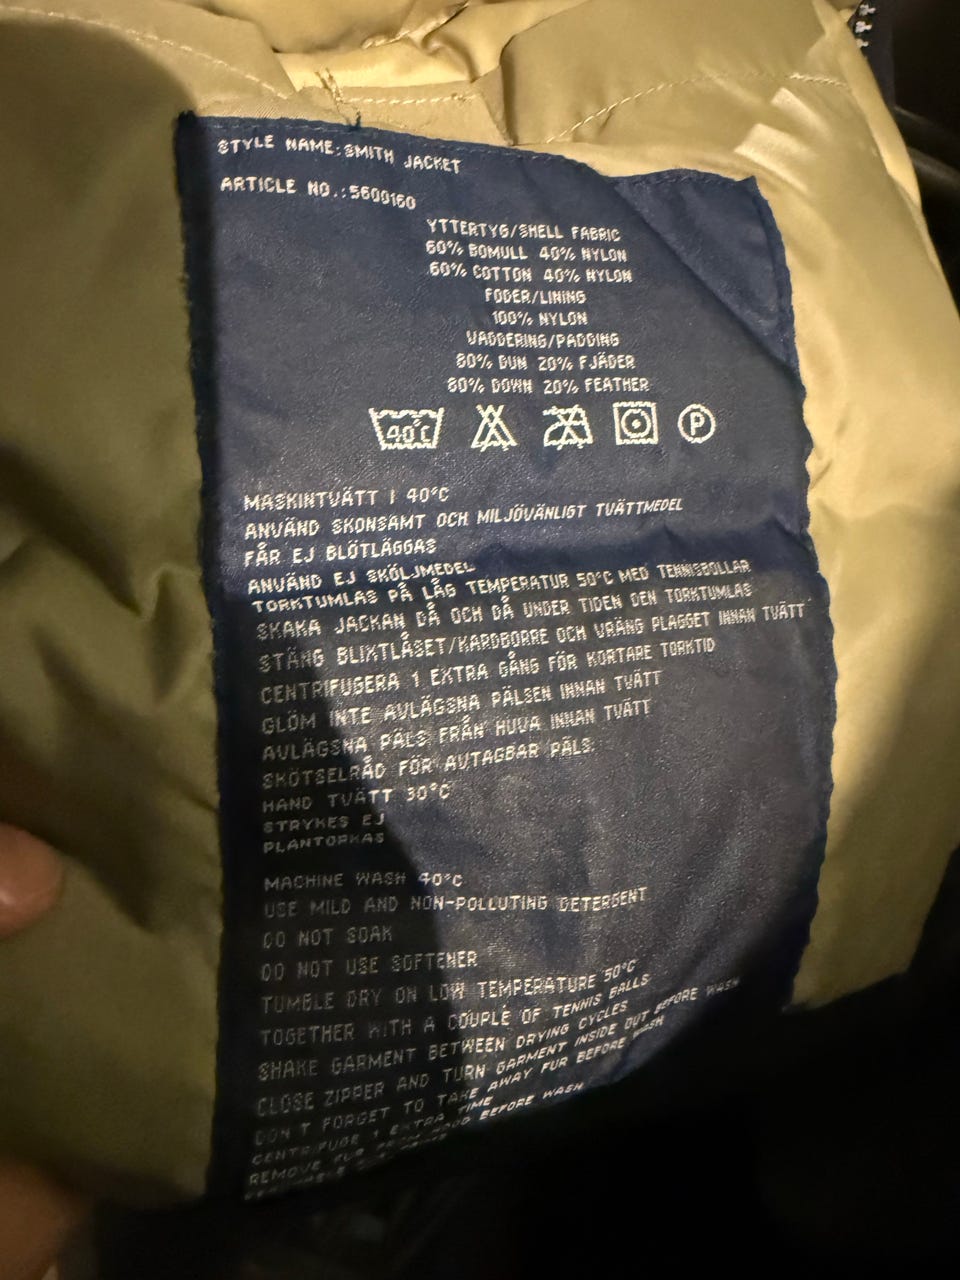 STYLE NAME:SMITH JACKET
ARTICLE NO.:5600160
YTTERTYG/SHELL FABRIC
60% BOMULL 40% NYLON
60% COTTON 40% NYLON
FODER/LINING
100% NYLON
VADDERING/PADDING
80% DUN 20% FJÄDER
80% DOWN 20% FEATHER
40°C P
MASKINTVÄTT I 40°C
ANVÄND SKONSAMT OCH MILJÖVÄNLIGT TVÄTTMEDEL
FÅR EJ BLÖTLÄGGAS
ANVÄND EJ SKÖLJMEDEL
TORKTUMLAS PÅ LÅG TEMPERATUR 50°C MED TENNISBOLLAR
SKAKA JACKAN DÅ OCH DÅ UNDER TIDEN DEN TORKTUMLAS
STÄNG BLIXTLÅSET/KARDBORRE OCH VRÄNG PLAGGET INNAN TVÄTT
CENTRIFUGERA 1 EXTRA GÅNG FÖR KORTARE TORKTID
GLÖM INTE AVLÄGSNA PÄLSEN INNAN TVÄTT
AVLÄGSNA PÄLS FRÅN HUVA INNAN TVÄTT
SKÖTSELRÅD FÖR AVTAGBAR PÄLS:
HAND TVÄTT 30°C
STRYKES EJ
PLANTORKAS
MACHINE WASH 40°C
USE MILD AND NON-POLLUTING DETERGENT
DO NOT SOAK
DO NOT USE SOFTENER
TUMBLE DRY ON LOW TEMPERATURE 50°C
TOGETHER WITH A COUPLE OF TENNIS BALLS
SHAKE GARMENT BETWEEN DRYING CYCLES
CLOSE ZIPPER AND TURN GARMENT INSIDE OUT BEFORE WASH
DON'T FORGET TO TAKE AWAY FUR BEFORE WASH
CENTRIFUGE 1 EXTRA TIME
REMOVE FUR FROM HOOD BEFORE WASH